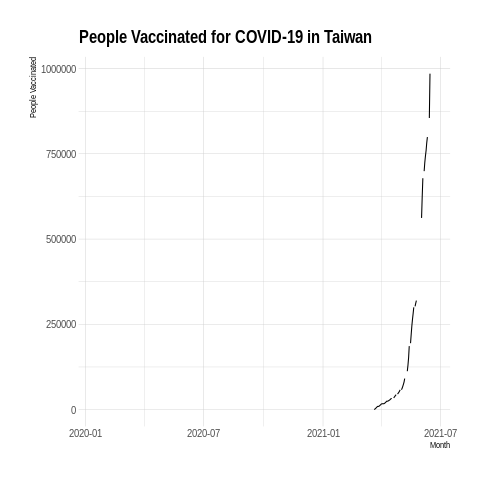 People Vaccinated for COVID-19 in Taiwan
People Vaccinated
1000000
750000
500000
250000
0
2020-01 2020-07 2021-01 2021-07
Month